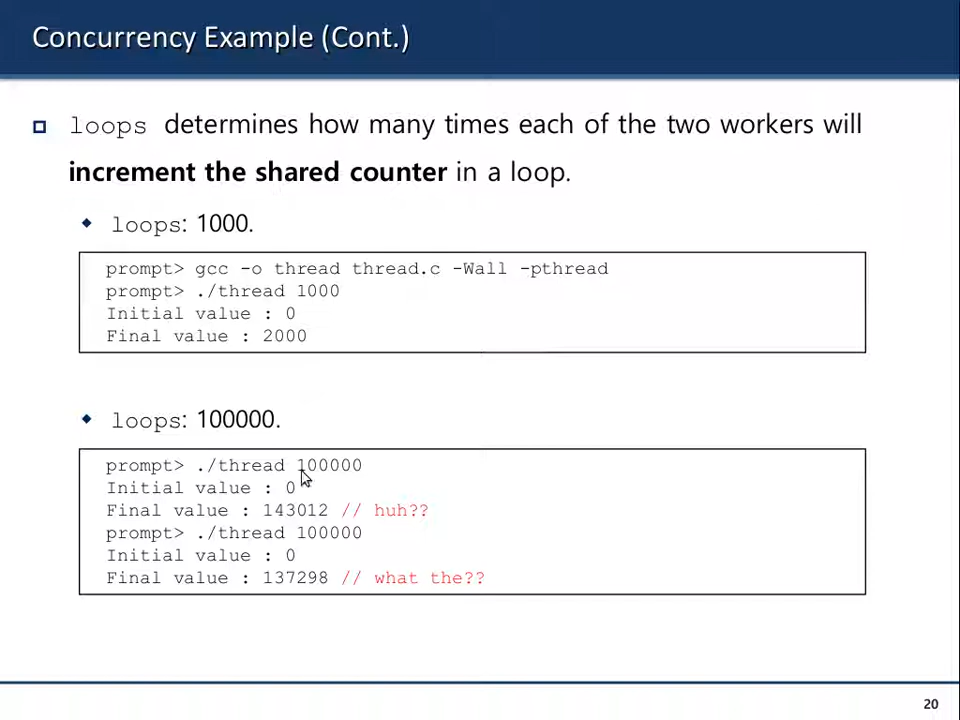 Concurrency Example (Cont.)
loops determines how many times each of the two workers will
increment the shared counter in a loop.
loops: 1000.
prompt> gcc -o thread thread.c -Wall -pthread
prompt> ./thread 1000
Initial value : 0
Final value : 2000
loops: 100000.
prompt> ./thread 100000
Initial value : 0
Final value : 143012 // huh??
prompt> ./thread 100000
Initial value : 0
Final value : 137298 // what the??
20